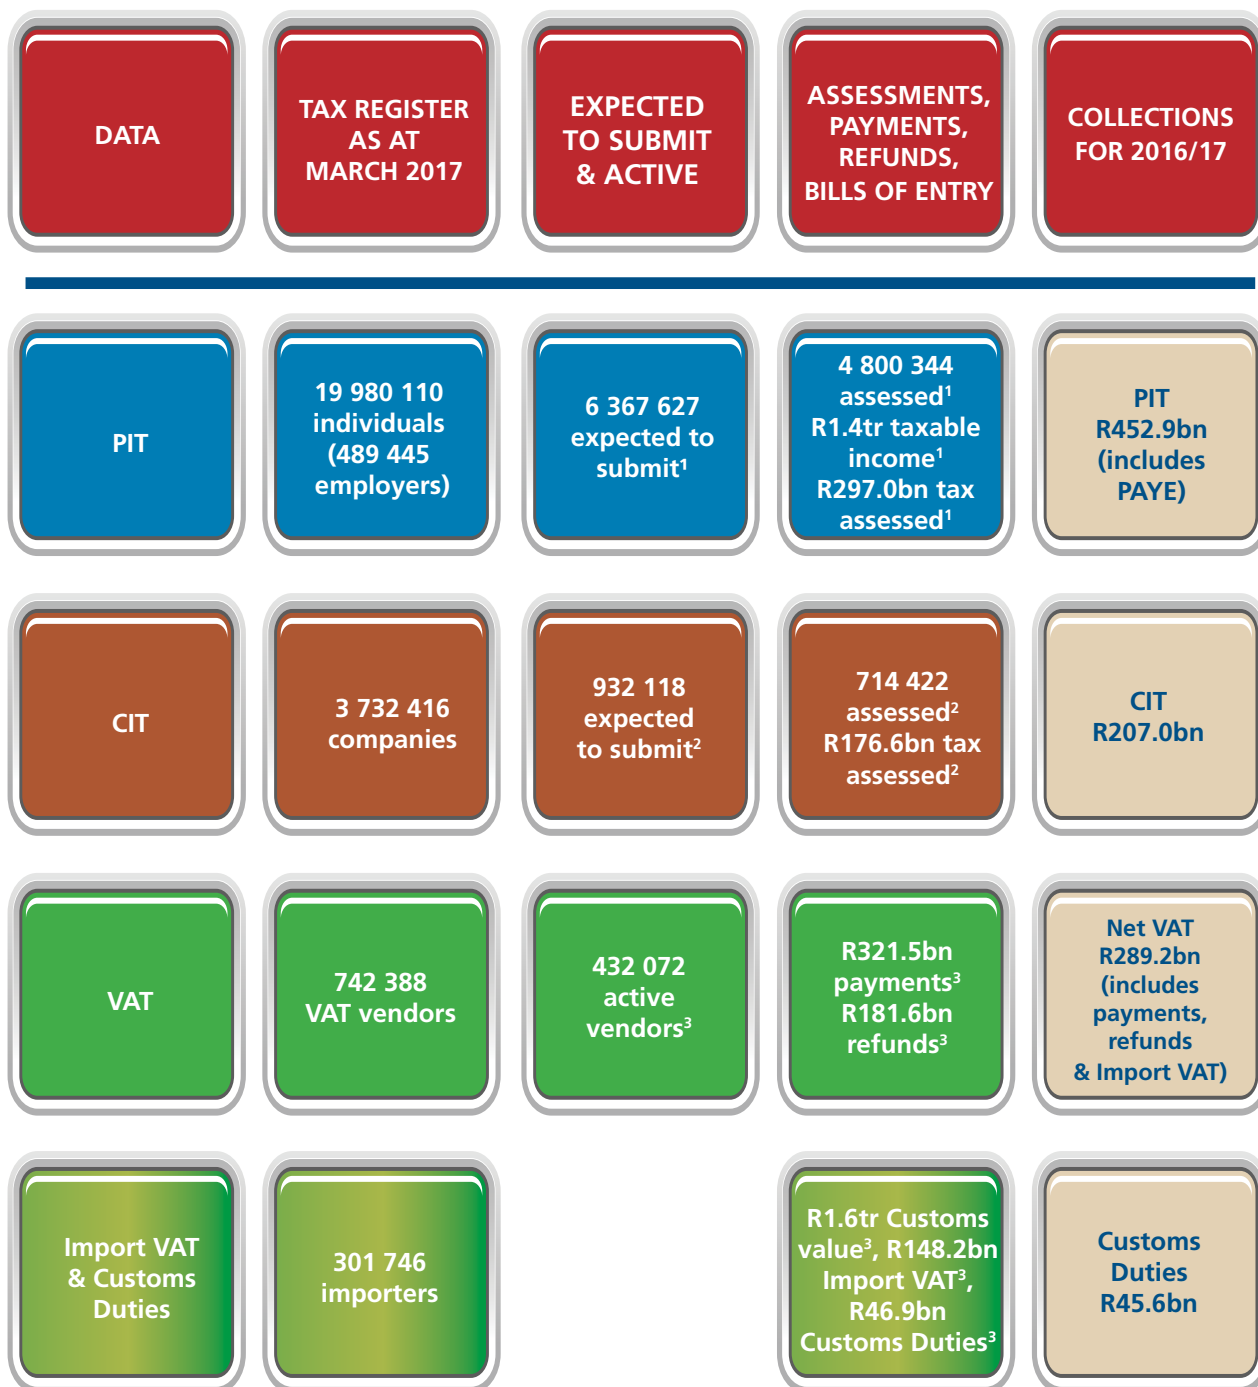 DATA
TAX REGISTER
AS AT
MARCH 2017
EXPECTED
TO SUBMIT
& ACTIVE
ASSESSMENTS,
PAYMENTS,
REFUNDS,
BILLS OF ENTRY
COLLECTIONS
FOR 2016/17
PIT
19 980 110
individuals
(489 445
employers)
6 367 627
expected to
submit¹
4 800 344
assessed¹
R1.4tr taxable
income¹
R297.0bn tax
assessed¹
PIT
R452.9bn
(includes
PAYE)
CIT
3 732 416
companies
932 118
expected
to submit²
714 422
assessed²
R176.6bn tax
assessed²
CIT
R207.0bn
VAT
742 388
VAT vendors
432 072
active
vendors³
R321.5bn
payments³
R181.6bn
refunds³
Net VAT
R289.2bn
(includes
payments,
refunds
& Import VAT)
Import VAT
& Customs
Duties
301 746
importers
R1.6tr Customs
value³, R148.2bn
Import VAT³,
R46.9bn
Customs Duties³
Customs
Duties
R45.6bn